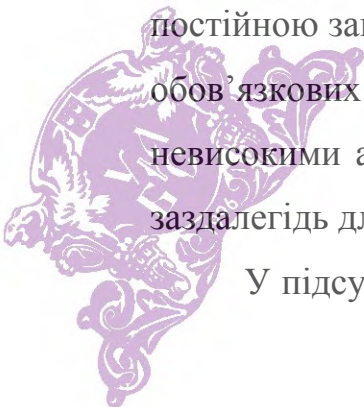 постійною за
обов’язкових
невисокими а
заздалегідь д
У підсу